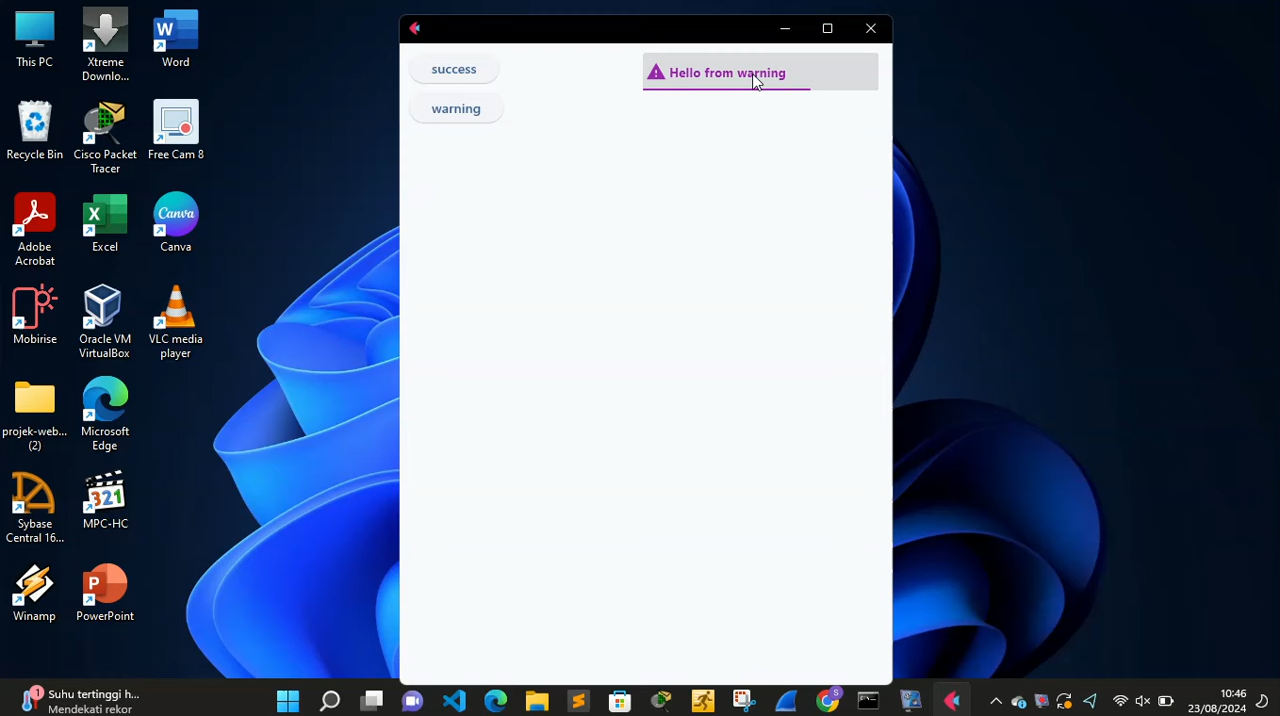 This PC
Xtreme
Downlo...
Word
Recycle Bin
Cisco Packet
Tracer
Free Cam 8
Adobe
Acrobat
Excel
Canva
Canva
Mobirise
Oracle VM
VirtualBox
VLC media
player
projek-web...
(2)
Microsoft
Edge
Sybase
Central 16...
321
MPC-HC
Winamp
PowerPoint
success
warning
Hello from warning
1
Suhu tertinggi h...
Mendekati rekor
S
10:46
23/08/2024